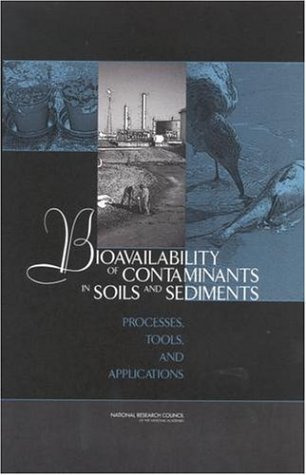 BIOAVAILABILITY
OF CONTAMINANTS
IN SOILS AND SEDIMENTS
PROCESSES,
TOOLS,
AND
APPLICATIONS
NATIONAL RESEARCH COUNCIL
OF THE NATIONAL ACADEMIES